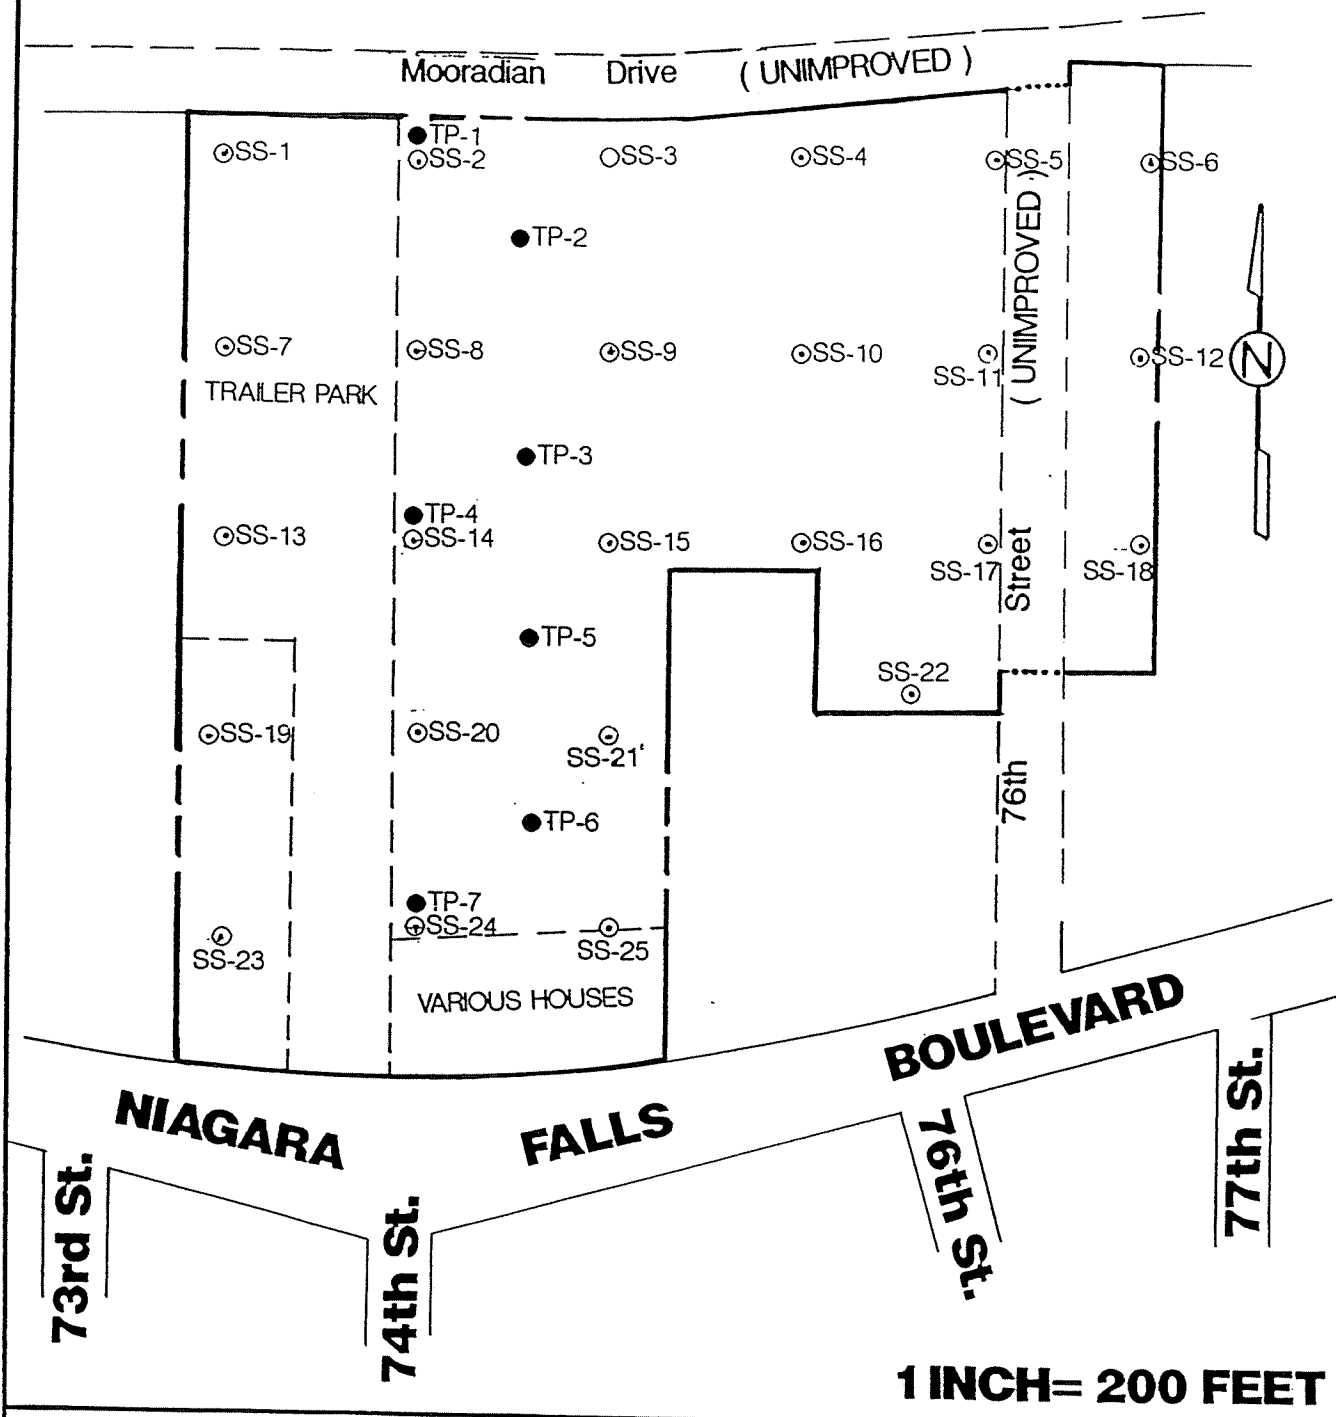 Mooradian Drive ( UNIMPROVED )
TP-1
SS-1 SS-2 SS-3 SS-4 SS-5 SS-6
( UNIMPROVED )
TP-2
SS-7 SS-8 SS-9 SS-10 SS-11 SS-12
N
TRAILER PARK
TP-3
TP-4
SS-13 SS-14 SS-15 SS-16 SS-17 SS-18
76th Street
TP-5
SS-22
SS-19 SS-20 SS-21
TP-6
TP-7
SS-23 SS-24 SS-25
VARIOUS HOUSES
NIAGARA FALLS BOULEVARD
73rd St.
74th St.
76th St.
77th St.
1 INCH= 200 FEET